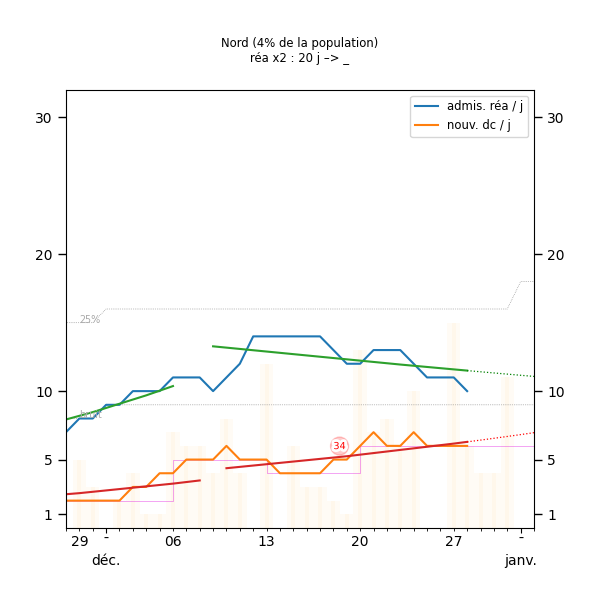 Nord (4% de la population)
réa x2 : 20 j –> _
admis. réa / j
nouv. dc / j
30
30
20
20
25%
10
10
bruit
34
5
5
1
1
29
-
06
13
20
27
-
déc.
janv.